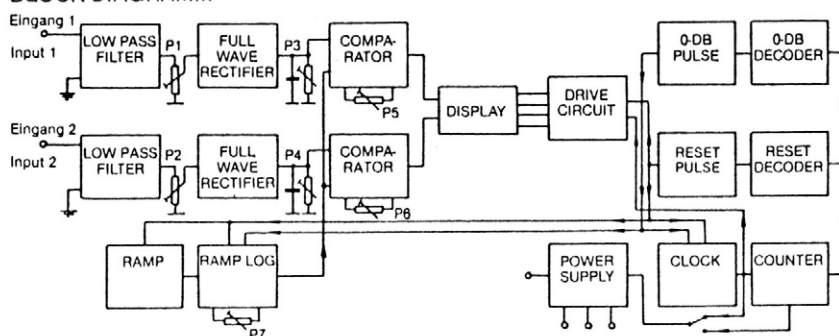 Eingang 1
Input 1
LOW PASS
FILTER
P1
FULL
WAVE
RECTIFIER
P3
COMPA-
RATOR
P5
DISPLAY
DRIVE
CIRCUIT
0-DB
PULSE
0-DB
DECODER
Eingang 2
Input 2
LOW PASS
FILTER
P2
FULL
WAVE
RECTIFIER
P4
COMPA-
RATOR
P6
RESET
PULSE
RESET
DECODER
RAMP
RAMP LOG
P7
POWER
SUPPLY
CLOCK
COUNTER